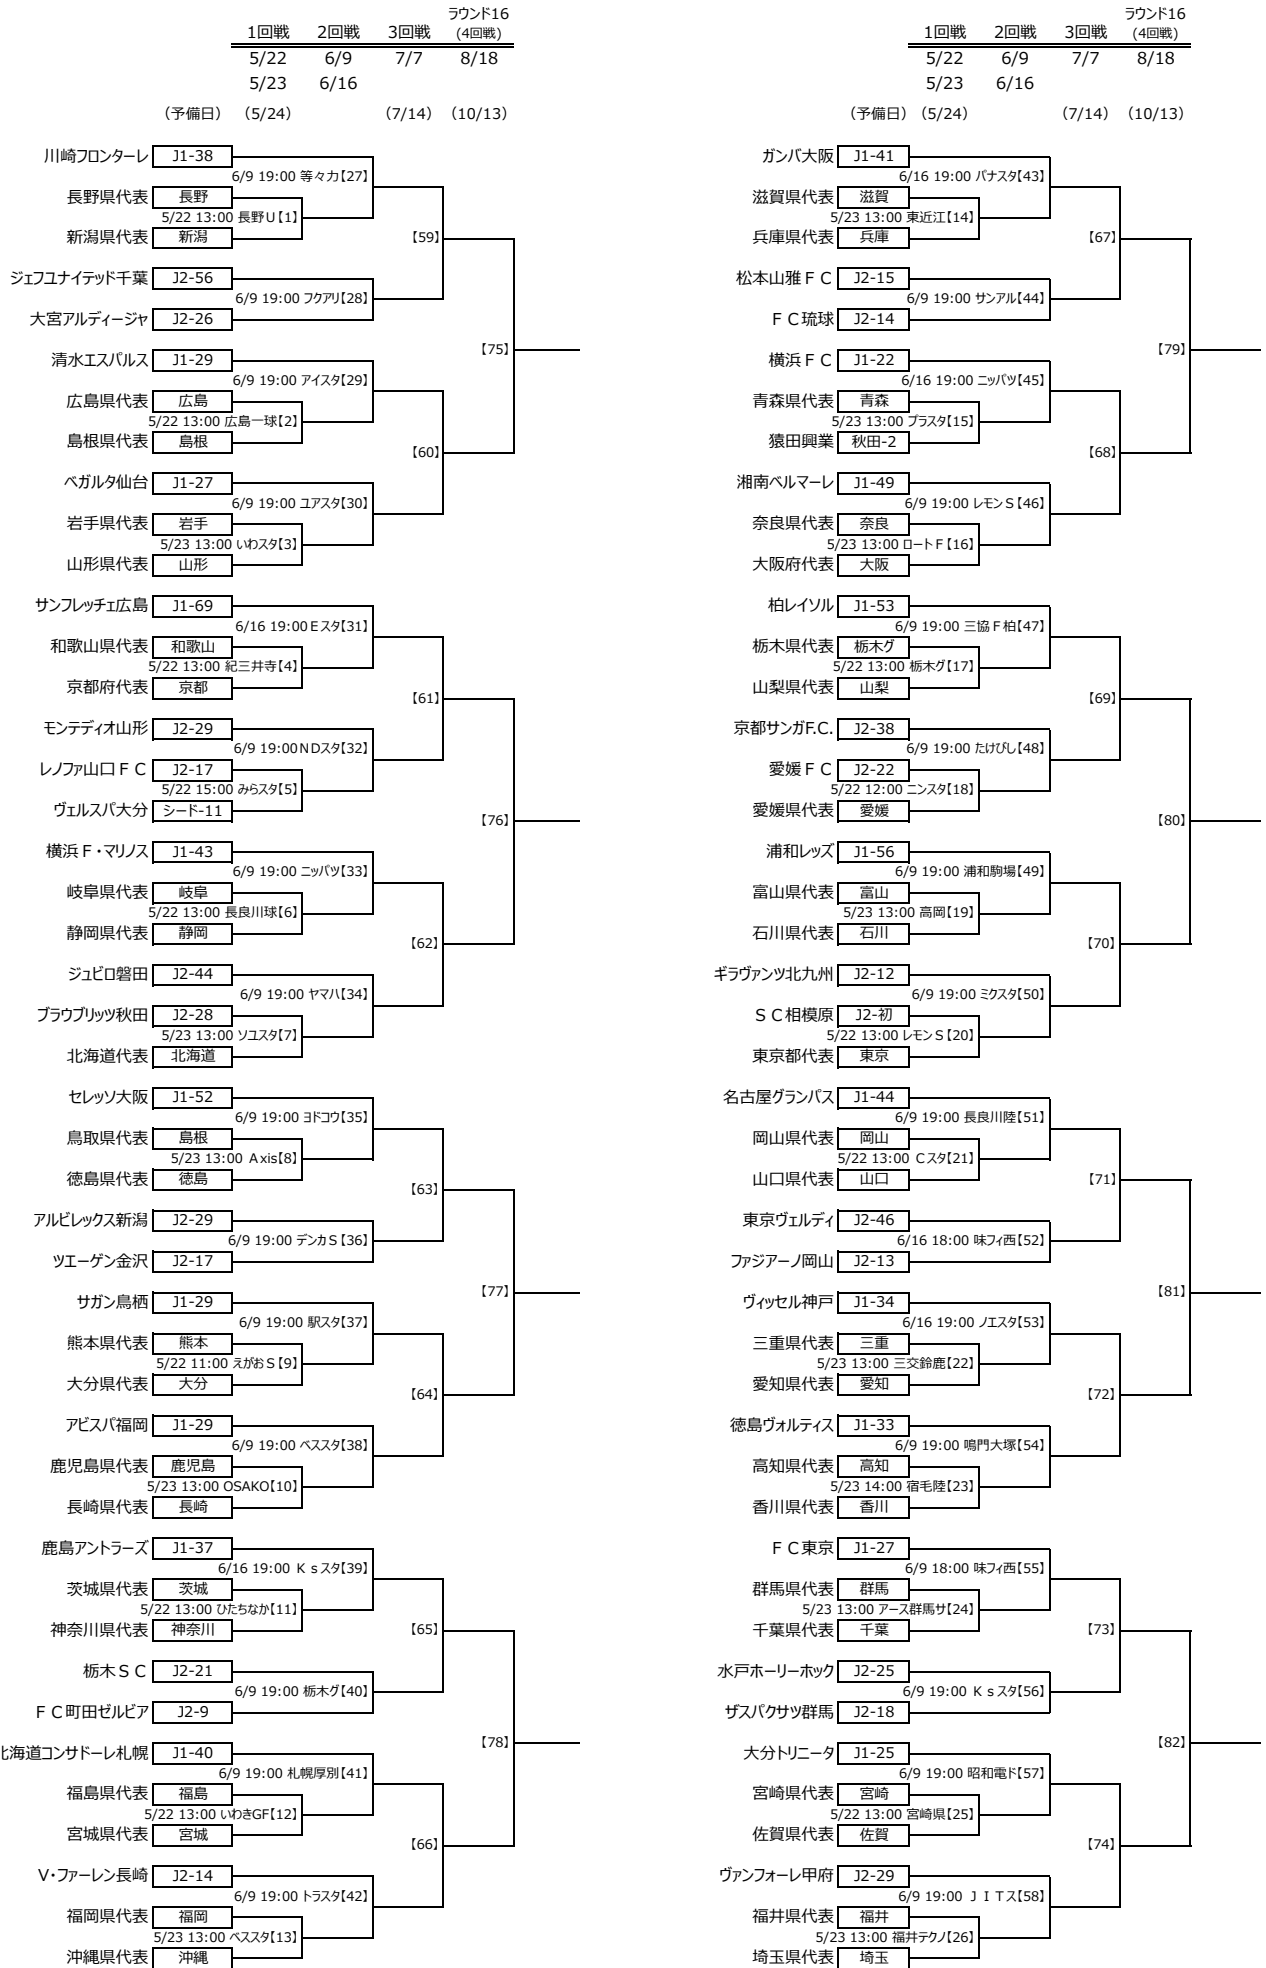 ラウンド16
1回戦 2回戦 3回戦 (4回戦)
5/22 6/9 7/7 8/18
5/23 6/16
(予備日) (5/24) (7/14) (10/13)
川崎フロンターレ J1-38
6/9 19:00 等々力【27】
長野県代表 長野
5/22 13:00 長野U【1】
新潟県代表 新潟
【59】
ジェフユナイテッド千葉 J2-56
6/9 19:00 フクアリ【28】
大宮アルディージャ J2-26
【75】
清水エスパルス J1-29
6/9 19:00 アイスタ【29】
広島県代表 広島
5/22 13:00 広島一球【2】
島根県代表 島根
【60】
ベガルタ仙台 J1-27
6/9 19:00 ユアスタ【30】
岩手県代表 岩手
5/23 13:00 いわスタ【3】
山形県代表 山形
サンフレッチェ広島 J1-69
6/16 19:00Eスタ【31】
和歌山県代表 和歌山
5/22 13:00 紀三井寺【4】
京都府代表 京都
【61】
モンテディオ山形 J2-29
6/9 19:00NDスタ【32】
レノファ山口FC J2-17
5/22 15:00 みらスタ【5】
ヴェルスパ大分 シード-11
【76】
横浜F・マリノス J1-43
6/9 19:00 ニッパツ【33】
岐阜県代表 岐阜
5/22 13:00 長良川球【6】
静岡県代表 静岡
【62】
ジュビロ磐田 J2-44
6/9 19:00 ヤマハ【34】
ブラウブリッツ秋田 J2-28
5/23 13:00 ソユスタ【7】
北海道代表 北海道
セレッソ大阪 J1-52
6/9 19:00 ヨドコウ【35】
鳥取県代表 島根
5/23 13:00 Axis【8】
徳島県代表 徳島
【63】
アルビレックス新潟 J2-29
6/9 19:00 デンカS【36】
ツエーゲン金沢 J2-17
【77】
サガン鳥栖 J1-29
6/9 19:00 駅スタ【37】
熊本県代表 熊本
5/22 11:00 えがおS【9】
大分県代表 大分
【64】
アビスパ福岡 J1-29
6/9 19:00 ベススタ【38】
鹿児島県代表 鹿児島
5/23 13:00 OSAKO【10】
長崎県代表 長崎
鹿島アントラーズ J1-37
6/16 19:00 Ksスタ【39】
茨城県代表 茨城
5/22 13:00 ひたちなか【11】
神奈川県代表 神奈川
【65】
栃木SC J2-21
6/9 19:00 栃木グ【40】
FC町田ゼルビア J2-9
【78】
北海道コンサドーレ札幌 J1-40
6/9 19:00 札幌厚別【41】
福島県代表 福島
5/22 13:00 いわきGF【12】
宮城県代表 宮城
【66】
V・ファーレン長崎 J2-14
6/9 19:00 トラスタ【42】
福岡県代表 福岡
5/23 13:00 ベススタ【13】
沖縄県代表 沖縄
ラウンド16
1回戦 2回戦 3回戦 (4回戦)
5/22 6/9 7/7 8/18
5/23 6/16
(予備日) (5/24) (7/14) (10/13)
ガンバ大阪 J1-41
6/16 19:00 パナスタ【43】
滋賀県代表 滋賀
5/23 13:00 東近江【14】
兵庫県代表 兵庫
【67】
松本山雅FC J2-15
6/9 19:00 サンアル【44】
FC琉球 J2-14
【79】
横浜FC J1-22
6/16 19:00 ニッパツ【45】
青森県代表 青森
5/23 13:00 プラスタ【15】
猿田興業 秋田-2
【68】
湘南ベルマーレ J1-49
6/9 19:00 レモンS【46】
奈良県代表 奈良
5/23 13:00 ロートF【16】
大阪府代表 大阪
柏レイソル J1-53
6/9 19:00 三協F柏【47】
栃木県代表 栃木グ
5/22 13:00 栃木グ【17】
山梨県代表 山梨
【69】
京都サンガF.C. J2-38
6/9 19:00 たけびし【48】
愛媛FC J2-22
5/22 12:00 ニンスタ【18】
愛媛県代表 愛媛
【80】
浦和レッズ J1-56
6/9 19:00 浦和駒場【49】
富山県代表 富山
5/23 13:00 高岡【19】
石川県代表 石川
【70】
ギラヴァンツ北九州 J2-12
6/9 19:00 ミクスタ【50】
SC相模原 J2-初
5/22 13:00 レモンS【20】
東京都代表 東京
名古屋グランパス J1-44
6/9 19:00 長良川陸【51】
岡山県代表 岡山
5/22 13:00 Cスタ【21】
山口県代表 山口
【71】
東京ヴェルディ J2-46
6/16 18:00 味フィ西【52】
ファジアーノ岡山 J2-13
【81】
ヴィッセル神戸 J1-34
6/16 19:00 ノエスタ【53】
三重県代表 三重
5/23 13:00 三交鈴鹿【22】
愛知県代表 愛知
【72】
徳島ヴォルティス J1-33
6/9 19:00 鳴門大塚【54】
高知県代表 高知
5/23 14:00 宿毛陸【23】
香川県代表 香川
FC東京 J1-27
6/9 18:00 味フィ西【55】
群馬県代表 群馬
5/23 13:00 アース群馬サ【24】
千葉県代表 千葉
【73】
水戸ホーリーホック J2-25
6/9 19:00 Ksスタ【56】
ザスパクサツ群馬 J2-18
【82】
大分トリニータ J1-25
6/9 19:00 昭和電ド【57】
宮崎県代表 宮崎
5/22 13:00 宮崎県【25】
佐賀県代表 佐賀
【74】
ヴァンフォーレ甲府 J2-29
6/9 19:00 JITス【58】
福井県代表 福井
5/23 13:00 福井テクノ【26】
埼玉県代表 埼玉